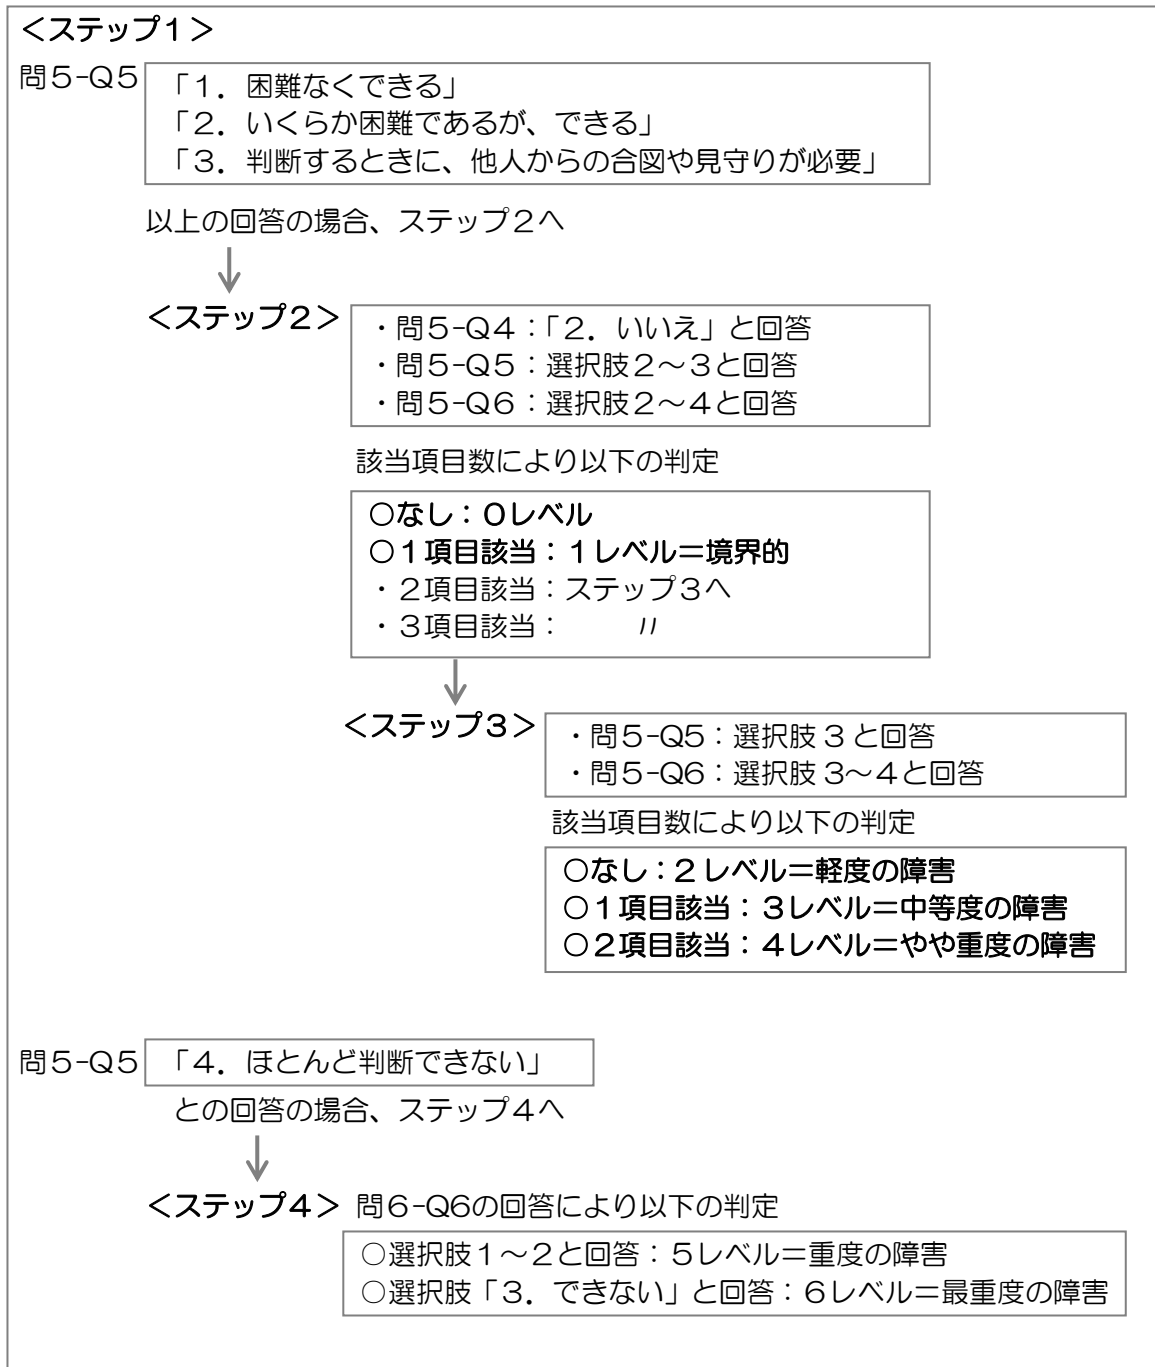 ＜ステップ１＞
問５-Ｑ５
「１．困難なくできる」
「２．いくらか困難であるが、できる」
「３．判断するときに、他人からの合図や見守りが必要」
以上の回答の場合、ステップ２へ
＜ステップ２＞
・問５-Ｑ４：「２．いいえ」と回答
・問５-Ｑ５：選択肢２～３と回答
・問５-Ｑ６：選択肢２～４と回答
該当項目数により以下の判定
○なし：０レベル
○１項目該当：１レベル＝境界的
・２項目該当：ステップ３へ
・３項目該当：　　〃
＜ステップ３＞
・問５-Ｑ５：選択肢３と回答
・問５-Ｑ６：選択肢３～４と回答
該当項目数により以下の判定
○なし：２レベル＝軽度の障害
○１項目該当：３レベル＝中等度の障害
○２項目該当：４レベル＝やや重度の障害
問５-Ｑ５
「４．ほとんど判断できない」
との回答の場合、ステップ４へ
＜ステップ４＞ 問６-Ｑ６の回答により以下の判定
○選択肢１～２と回答：５レベル＝重度の障害
○選択肢「３．できない」と回答：６レベル＝最重度の障害